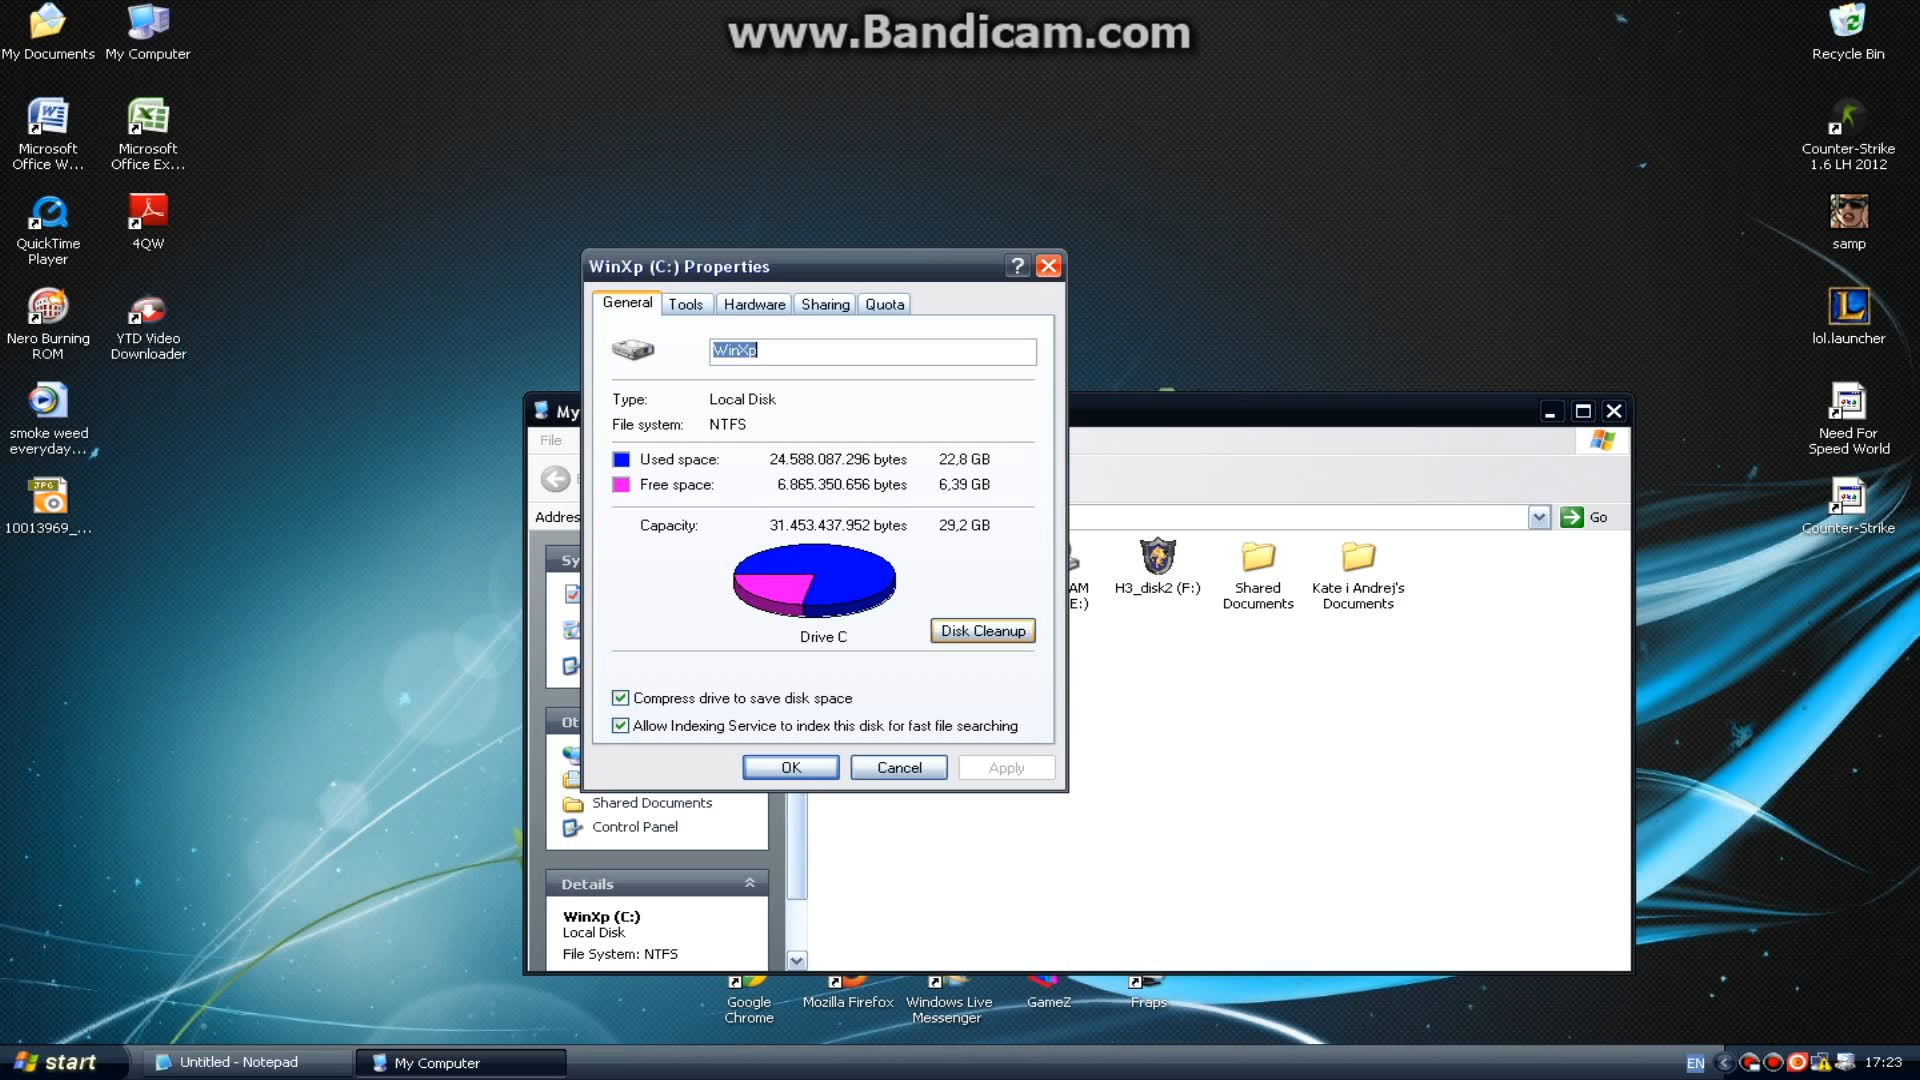 www.Bandicam.com
My Documents
My Computer
Recycle Bin
Microsoft
Office W...
Microsoft
Office Ex...
Counter-Strike
1.6 LH 2012
QuickTime
Player
4QW
samp
Nero Burning
ROM
YTD Video
Downloader
lol.launcher
smoke weed
everyday....
Need For
Speed World
JPG
10013969_...
Counter-Strike
WinXp (C:) Properties
General
Tools
Hardware
Sharing
Quota
WinXp
Type: Local Disk
File system: NTFS
Used space: 24.588.087.296 bytes 22,8 GB
Free space: 6.865.350.656 bytes 6,39 GB
Capacity: 31.453.437.952 bytes 29,2 GB
Drive C
Disk Cleanup
Compress drive to save disk space
Allow Indexing Service to index this disk for fast file searching
OK
Cancel
Apply
My
File
Addres
Go
Sy
Ot
AM
E:)
H3_disk2 (F:)
Shared
Documents
Kate i Andrej's
Documents
Shared Documents
Control Panel
Details
WinXp (C:)
Local Disk
File System: NTFS
Google
Chrome
Mozilla Firefox
Windows Live
Messenger
GameZ
Fraps
start
Untitled - Notepad
My Computer
EN
17:23